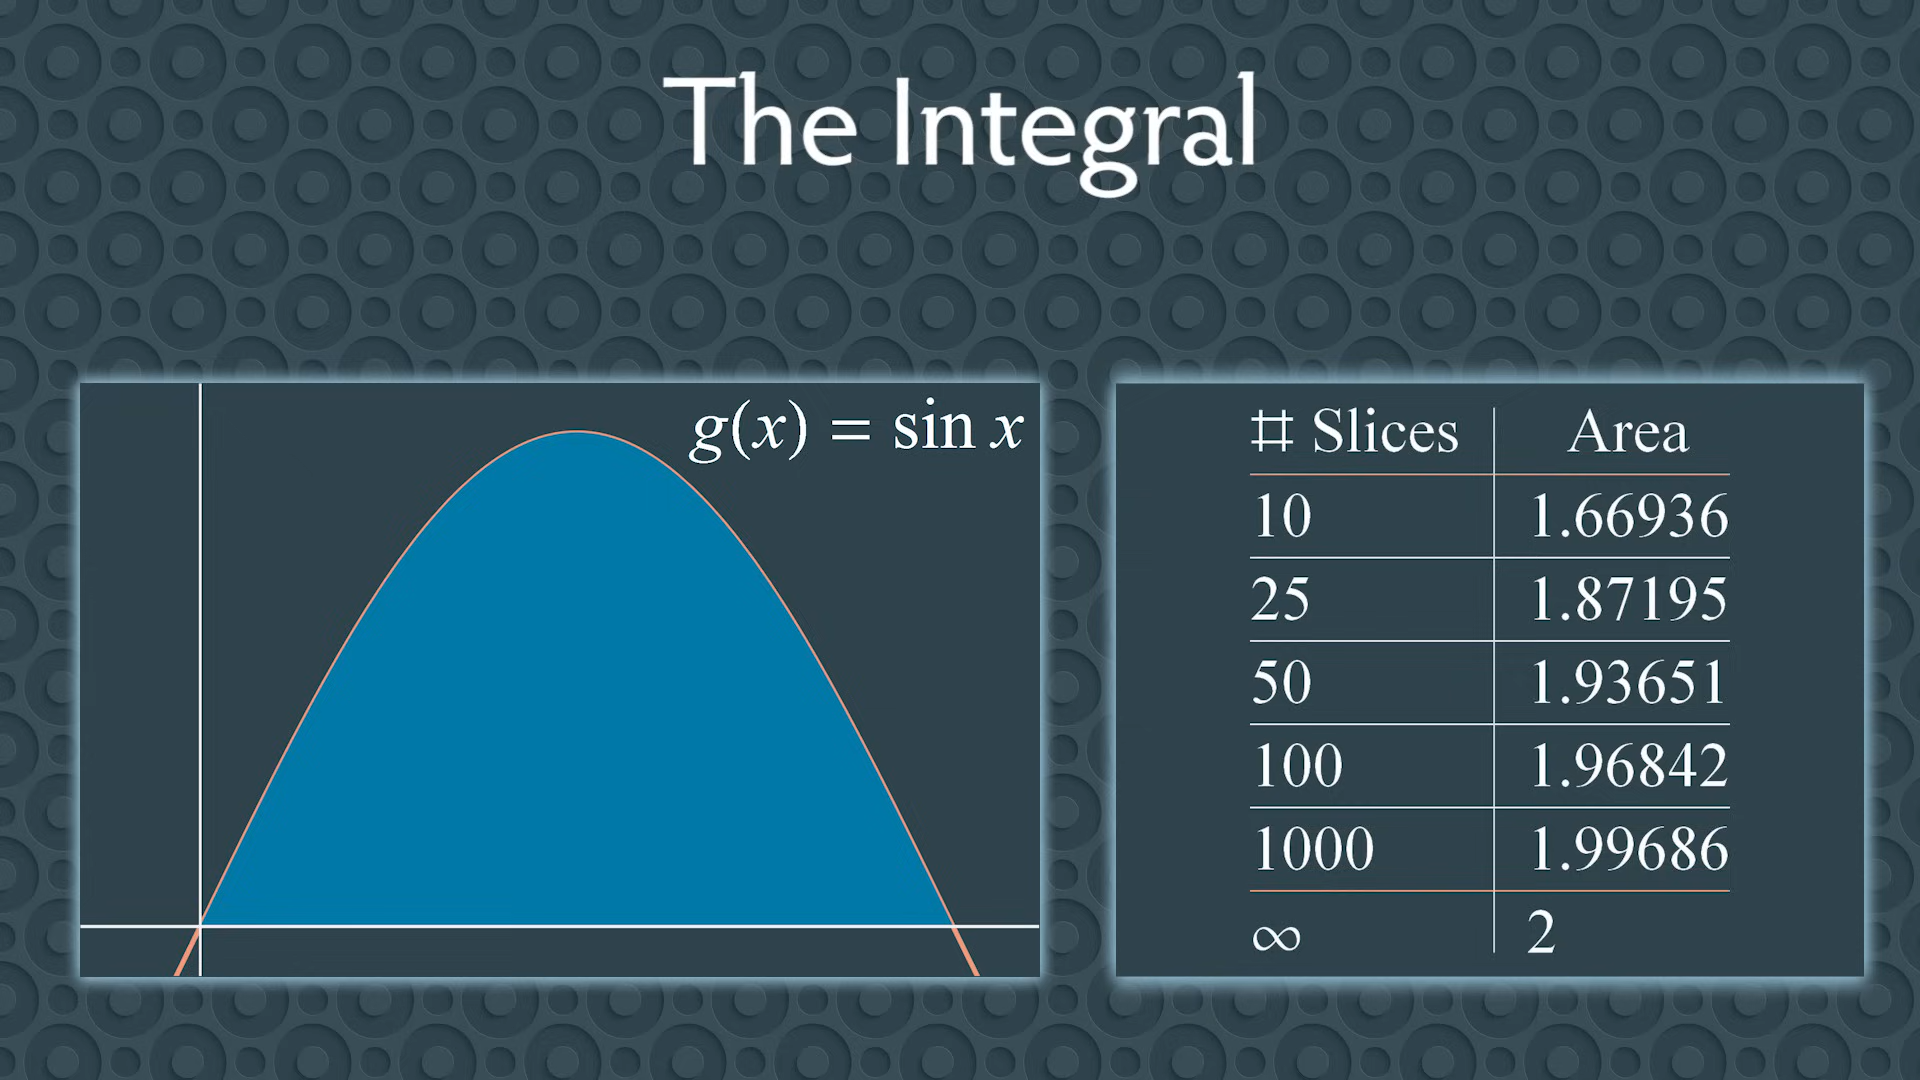 The Integral
g(x) = sin x
# Slices Area
10 1.66936
25 1.87195
50 1.93651
100 1.96842
1000 1.99686
∞ 2